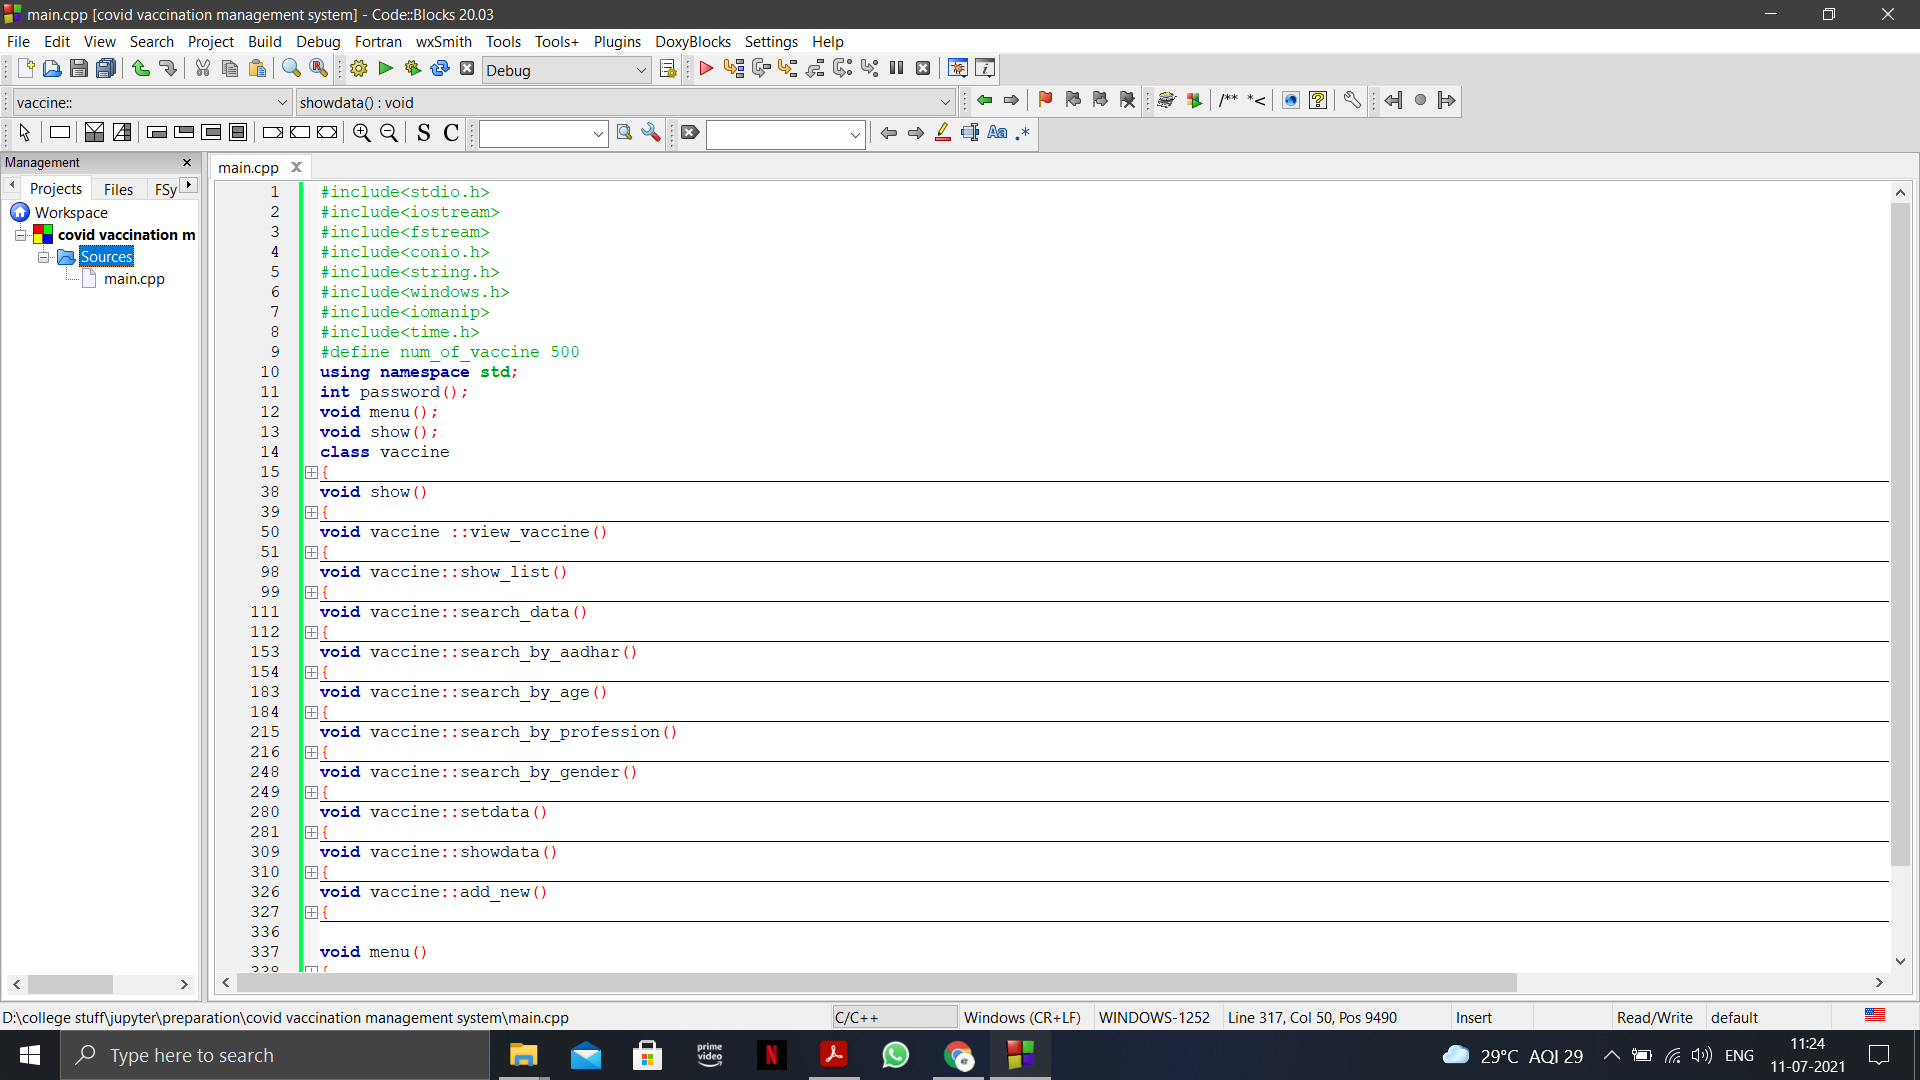 main.cpp [covid vaccination management system] - Code::Blocks 20.03
File Edit View Search Project Build Debug Fortran wxSmith Tools Tools+ Plugins DoxyBlocks Settings Help
Debug
vaccine:: showdata() : void
/** *<
S C Aa .*
Management
Projects Files FSy
Workspace
covid vaccination m
Sources
main.cpp
main.cpp
1 #include<stdio.h>
2 #include<iostream>
3 #include<fstream>
4 #include<conio.h>
5 #include<string.h>
6 #include<windows.h>
7 #include<iomanip>
8 #include<time.h>
9 #define num_of_vaccine 500
10 using namespace std;
11 int password();
12 void menu();
13 void show();
14 class vaccine
15 {
38 void show()
39 {
50 void vaccine ::view_vaccine()
51 {
98 void vaccine::show_list()
99 {
111 void vaccine::search_data()
112 {
153 void vaccine::search_by_aadhar()
154 {
183 void vaccine::search_by_age()
184 {
215 void vaccine::search_by_profession()
216 {
248 void vaccine::search_by_gender()
249 {
280 void vaccine::setdata()
281 {
309 void vaccine::showdata()
310 {
326 void vaccine::add_new()
327 {
336
337 void menu()
338 {
D:\college stuff\jupyter\preparation\covid vaccination management system\main.cpp C/C++ Windows (CR+LF) WINDOWS-1252 Line 317, Col 50, Pos 9490 Insert Read/Write default
Type here to search
prime video
N
29°C AQI 29 ENG
11:24
11-07-2021